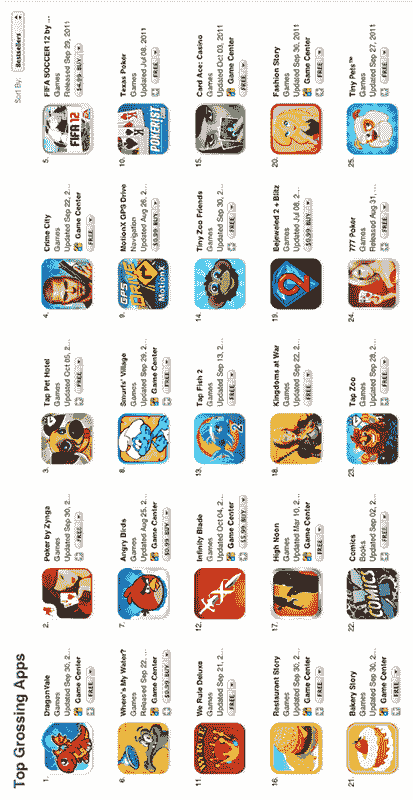 Top Grossing Apps
Sort By: Bestsellers
1. DragonVale
Games
Updated Sep 30, 2...
Game Center
FREE
2. Poker by Zynga
Games
Updated Sep 30, 2...
FREE
3. Tap Pet Hotel
Games
Updated Oct 05, 2...
FREE
4. Crime City
Games
Updated Sep 22, 2...
Game Center
FREE
5. FIFA SOCCER 12 by ...
Games
Released Sep 29, 2011
$4.99 BUY
FIFA 12
6. Where's My Water?
Games
Released Sep 22, ...
Game Center
$0.99 BUY
7. Angry Birds
Games
Updated Aug 25, 2...
Game Center
$0.99 BUY
8. Smurfs' Village
Games
Updated Sep 29, 2...
Game Center
FREE
9. MotionX GPS Drive
Navigation
Updated Aug 26, 2...
$0.99 BUY
GPS
DRIVE
MotionX
10. Texas Poker
Games
Updated Jul 08, 2011
FREE
POKERIST
11. We Rule Deluxe
Games
Updated Sep 21, 2...
FREE
12. Infinity Blade
Games
Updated Oct 04, 2...
Game Center
$5.99 BUY
13. Tap Fish 2
Games
Updated Sep 13, 2...
FREE
2
14. Tiny Zoo Friends
Games
Updated Sep 30, 2...
FREE
15. Card Ace: Casino
Games
Updated Oct 03, 2011
Game Center
FREE
16. Restaurant Story
Games
Updated Sep 30, 2...
Game Center
FREE
17. High Noon
Games
Updated Mar 10, 2...
Game Center
FREE
18. Kingdoms at War
Games
Updated Sep 22, 2...
FREE
19. Bejeweled 2 + Blitz
Games
Updated Jul 08, 2...
$0.99 BUY
2
20. Fashion Story
Games
Updated Sep 30, 2011
Game Center
FREE
21. Bakery Story
Games
Updated Sep 30, 2...
Game Center
FREE
22. Comics
Books
Updated Sep 02, 2...
FREE
COMICS
23. Tap Zoo
Games
Updated Sep 28, 2...
Game Center
FREE
24. 777 Poker
Games
Released Aug 31, ...
FREE
25. Tiny Pets™
Games
Updated Sep 27, 2011
FREE